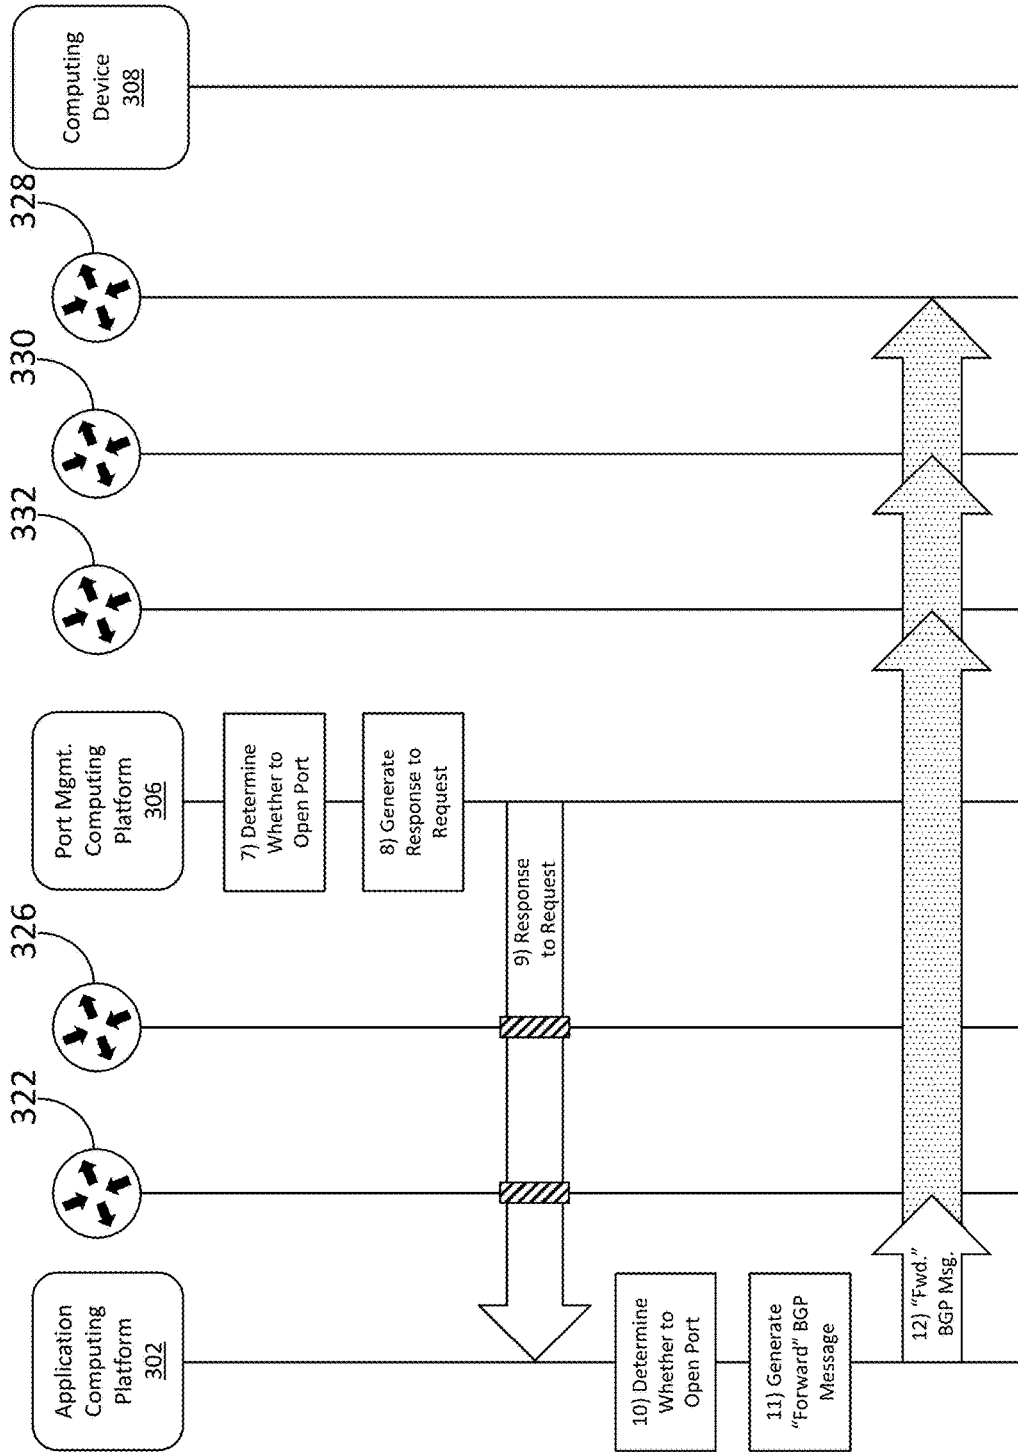 Application
Computing
Platform
302
322
326
Port Mgmt.
Computing
Platform
306
332
330
328
Computing
Device
308
7) Determine
Whether to
Open Port
8) Generate
Response to
Request
9) Response
to Request
10) Determine
Whether to
Open Port
11) Generate
“Forward” BGP
Message
12) “Fwd.”
BGP Msg.